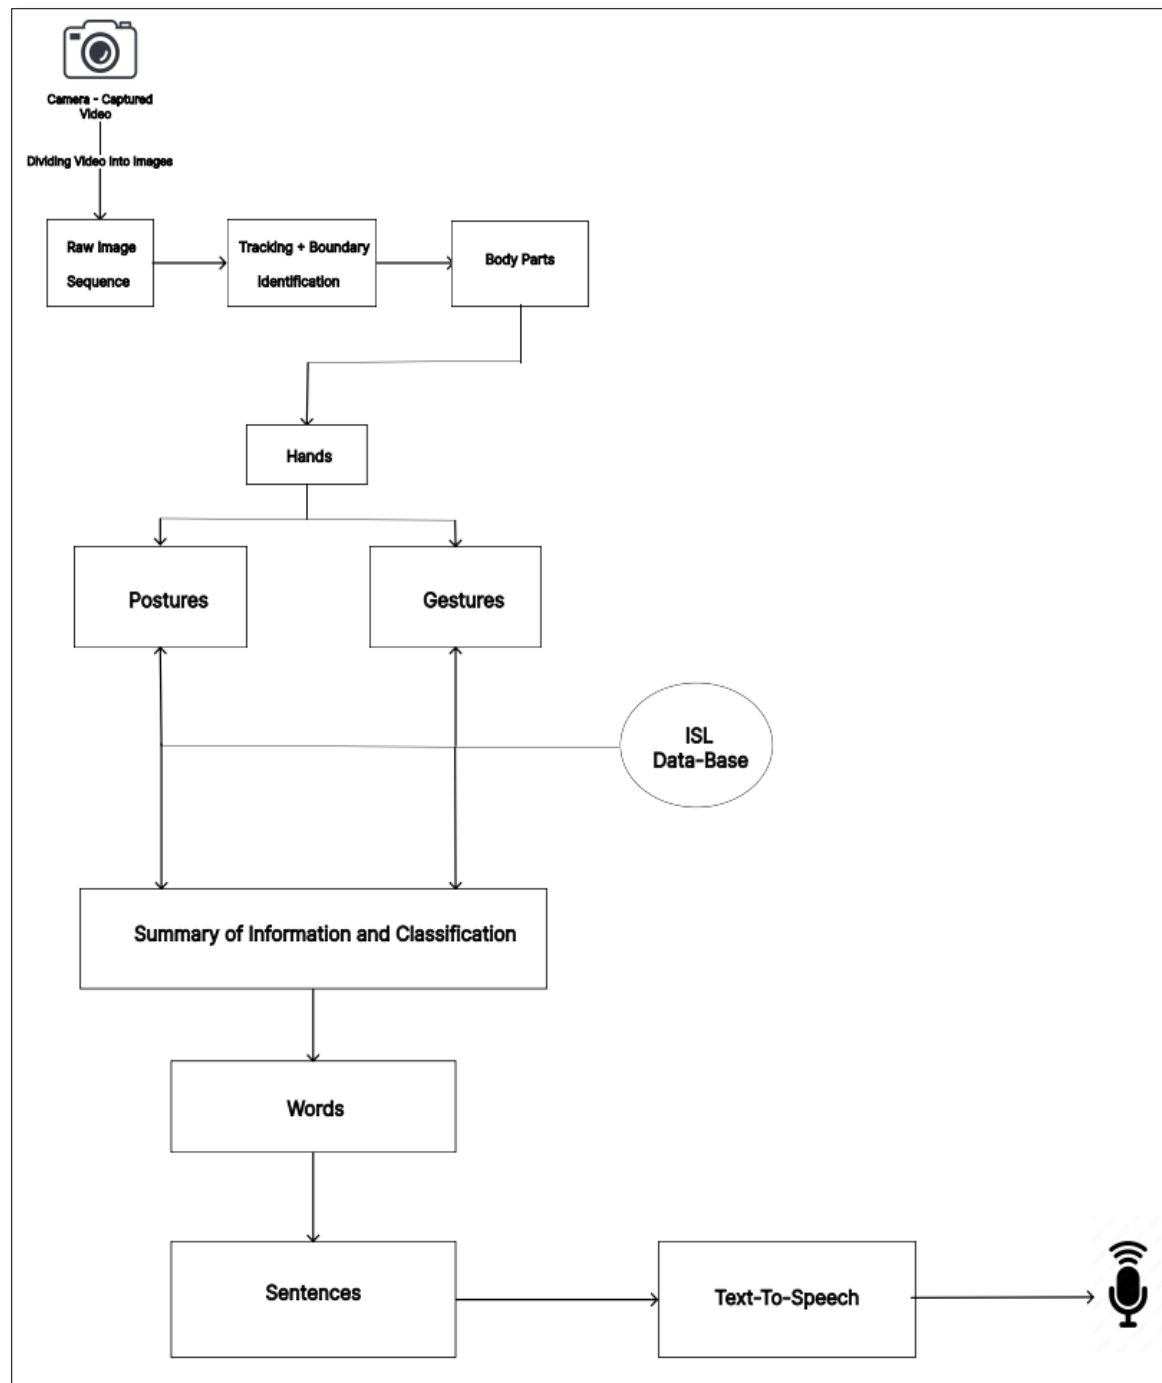 Camera - Captured
Video
Dividing Video into Images
Raw Image
Sequence
Tracking + Boundary
Identification
Body Parts
Hands
Postures
Gestures
ISL
Data-Base
Summary of Information and Classification
Words
Sentences
Text-To-Speech